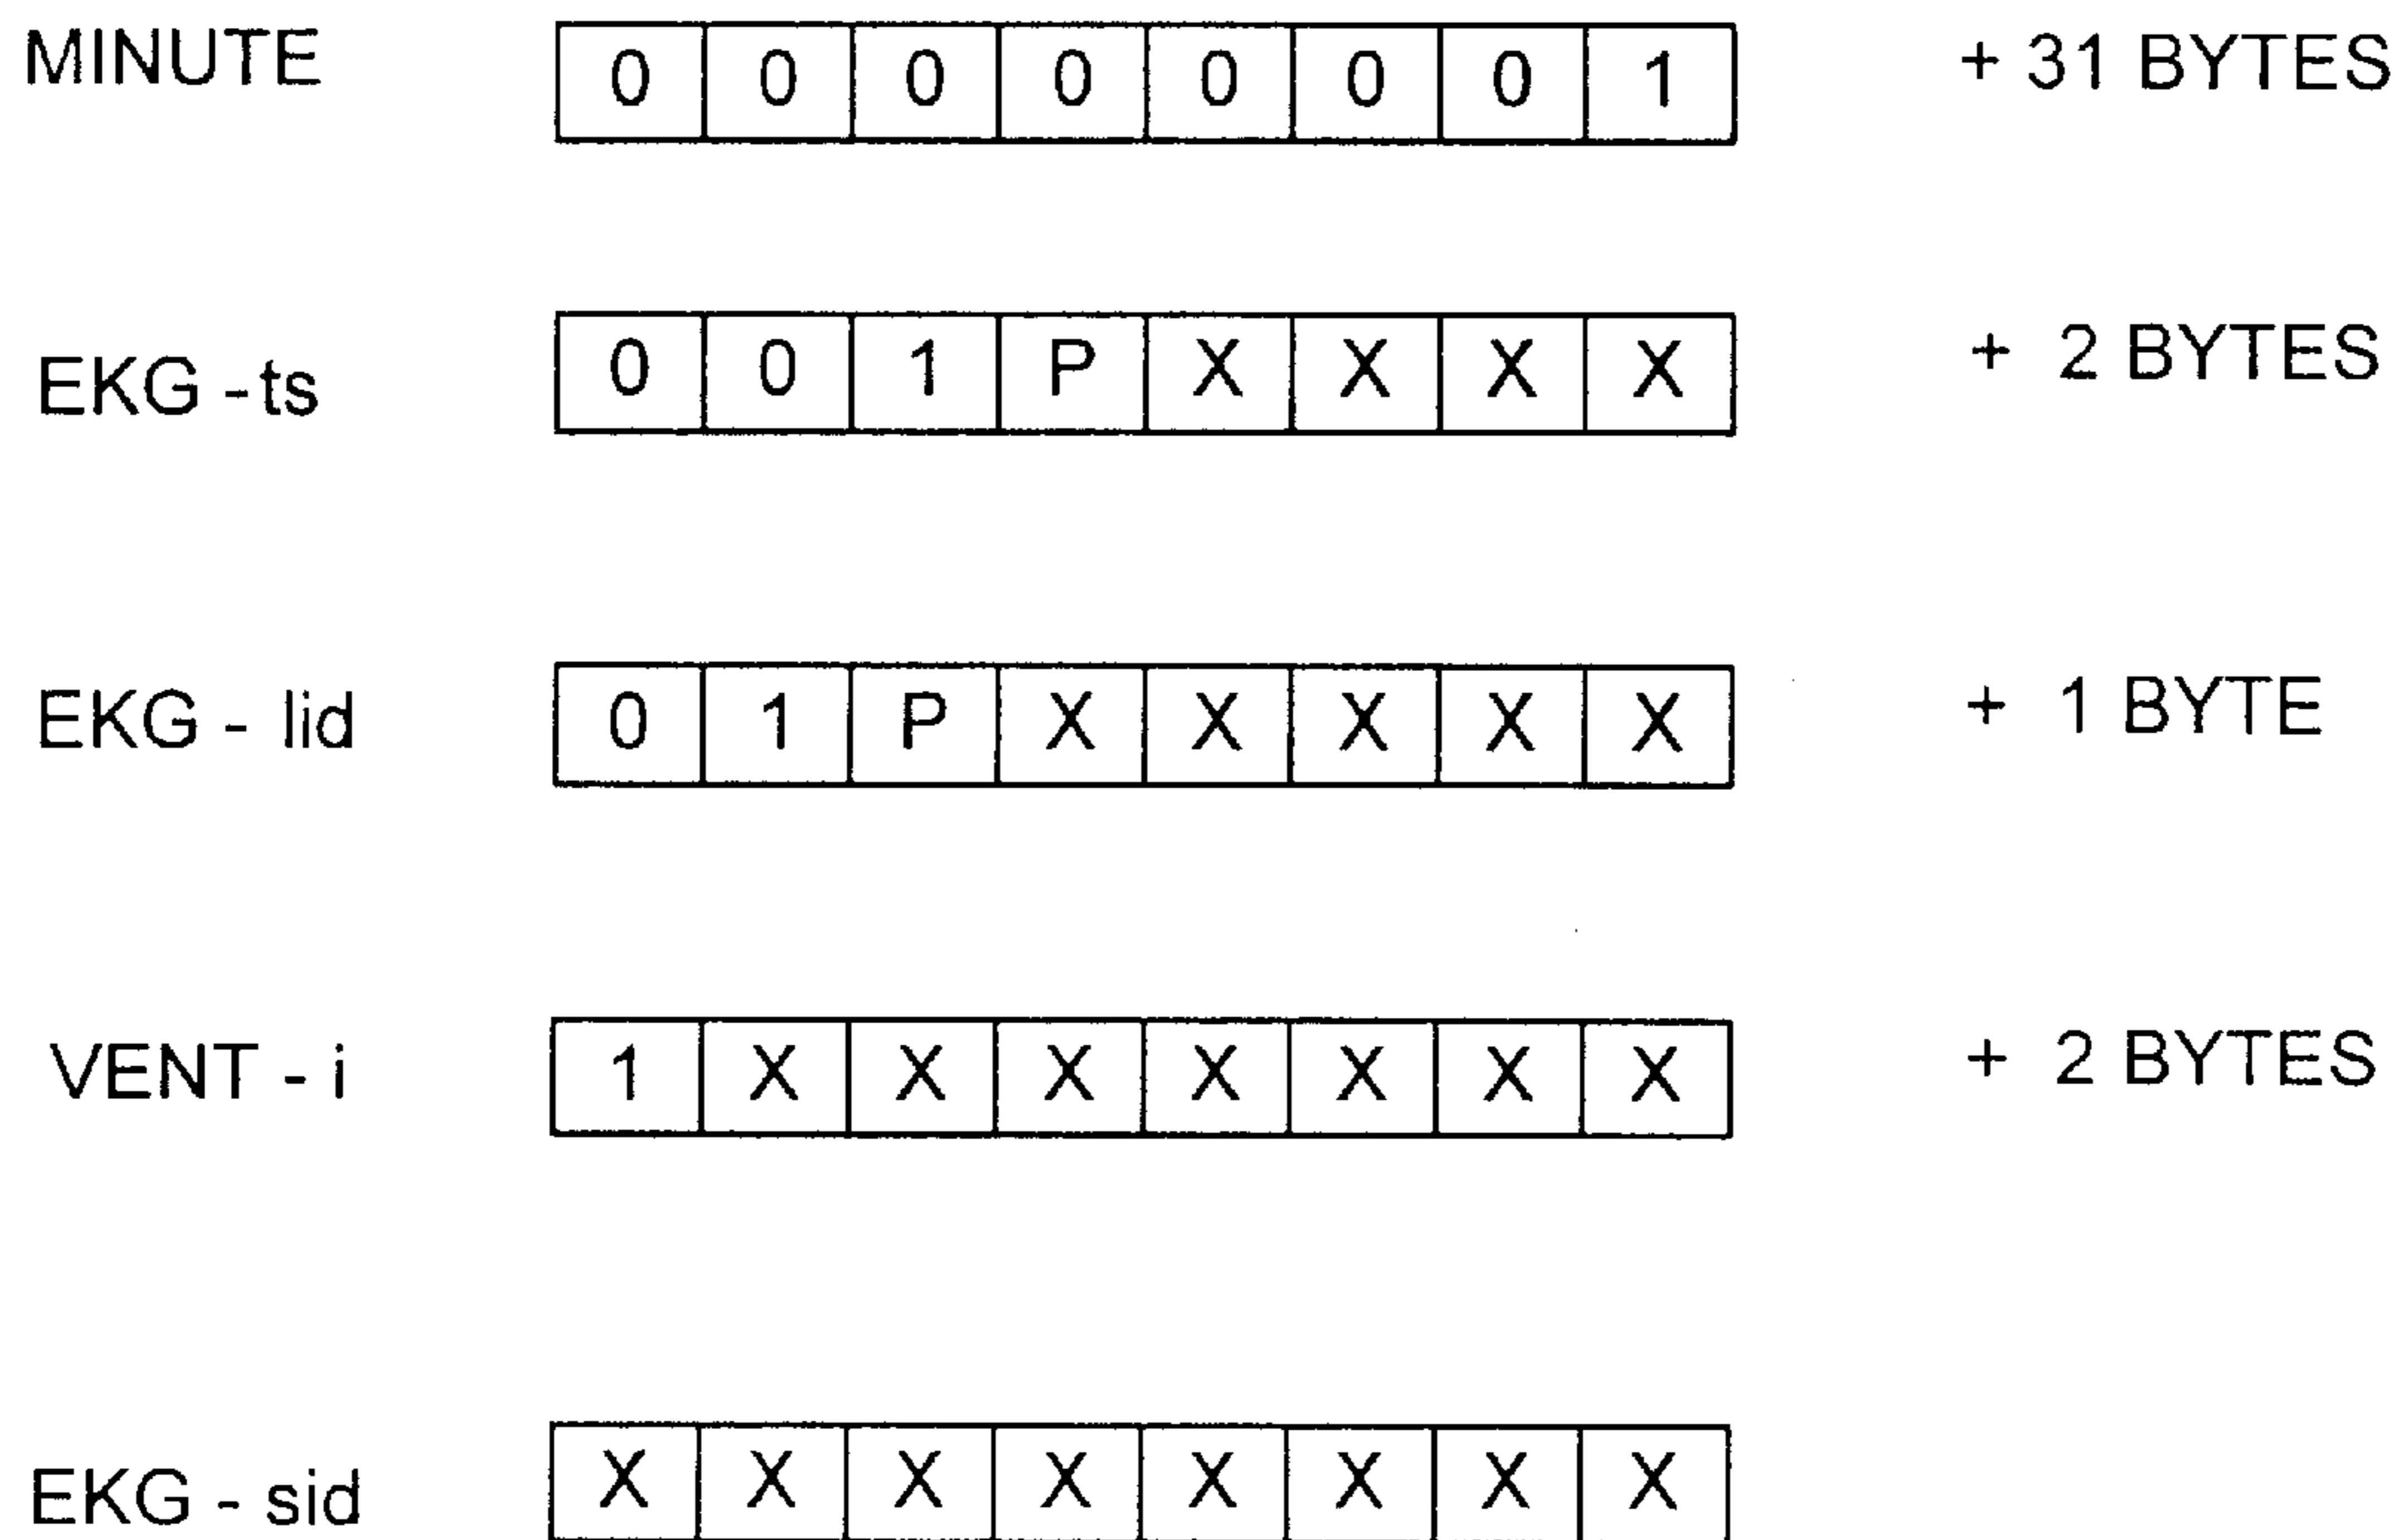 MINUTE 0 0 0 0 0 0 0 1 + 31 BYTES
EKG -ts 0 0 1 P X X X X + 2 BYTES
EKG - lid 0 1 P X X X X X + 1 BYTE
VENT - i 1 X X X X X X X + 2 BYTES
EKG - sid X X X X X X X X